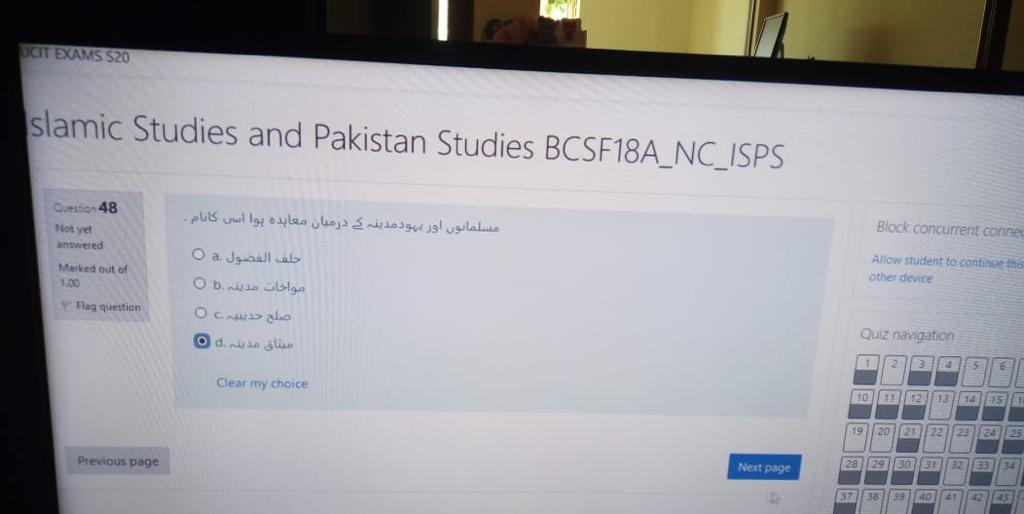 UCIT EXAMS S20
slamic Studies and Pakistan Studies BCSF18A_NC_ISPS
Question 48
Not yet
answered
Marked out of
1.00
Flag question
مسلمانوں اور یہودمدینہ کے درمیان معاہدہ ہوا اسی کانام ۔
a. حلف الفضول
b. مواخات مدینہ
c. صلح حدیبیہ
d. میثاق مدینہ
Clear my choice
Previous page
Next page
Block concurrent connec
Allow student to continue this
other device
Quiz navigation
1 2 3 4 5 6
10 11 12 13 14 15
19 20 21 22 23 24 25
28 29 30 31 32 33 34
37 38 39 40 41 42 43